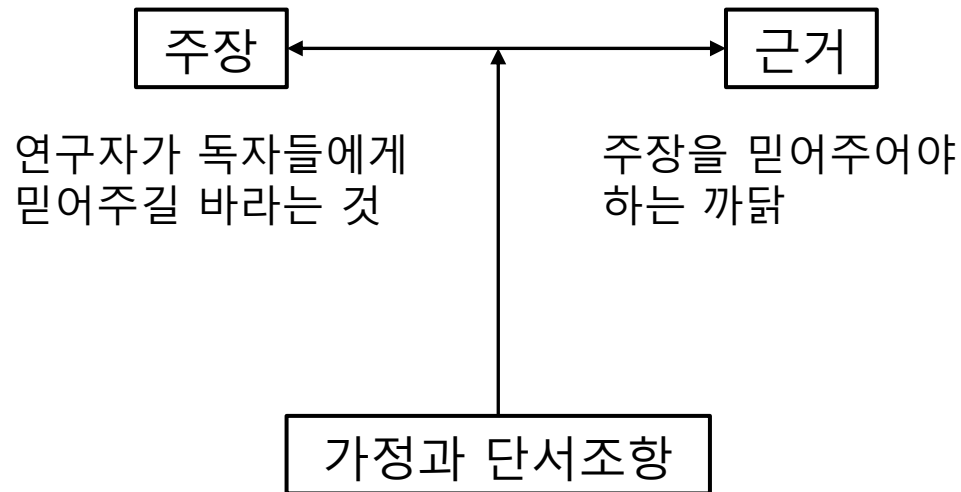 주장
근거
연구자가 독자들에게
믿어주길 바라는 것
주장을 믿어주어야
하는 까닭
가정과 단서조항